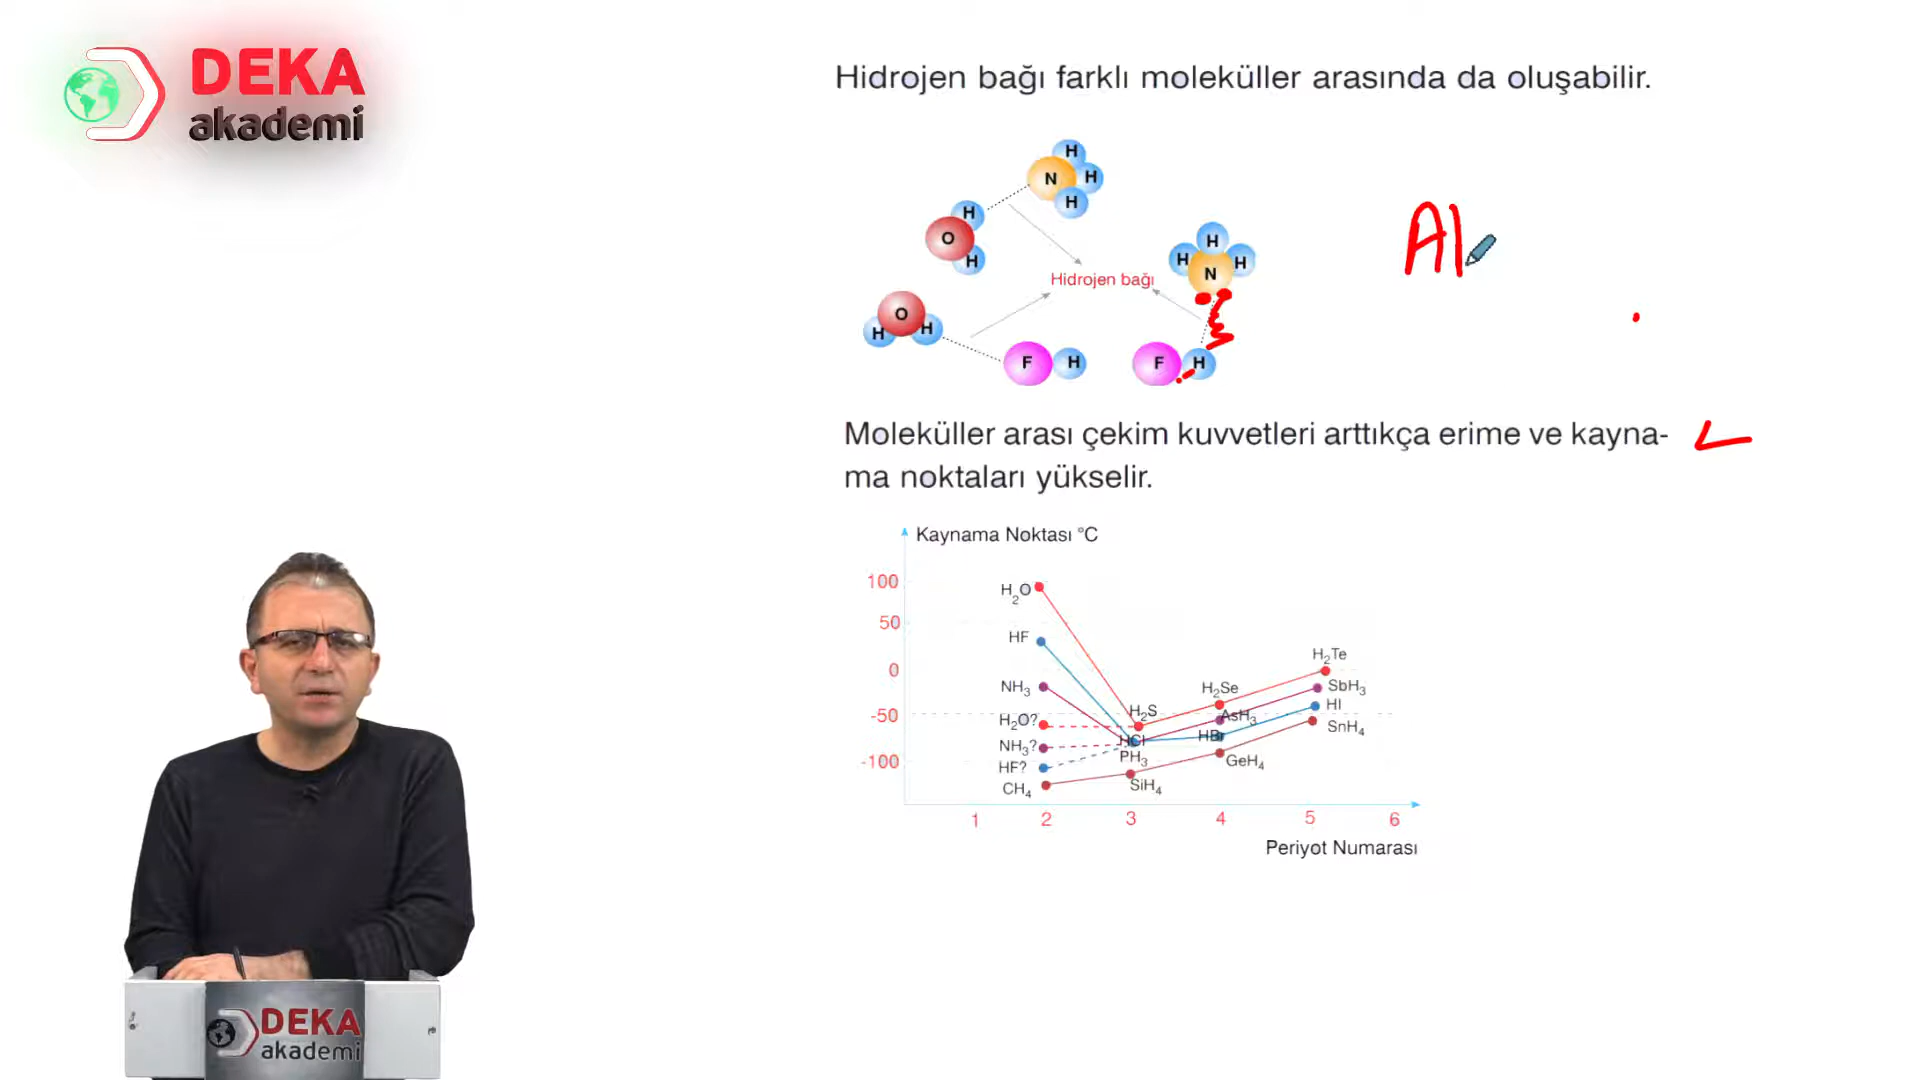 DEKA
akademi
Hidrojen bağı farklı moleküller arasında da oluşabilir.
H
N
H
H
H
O
H
Hidrojen bağı
H
H
H
N
O
H
H
F
H
F
H
Al
Moleküller arası çekim kuvvetleri arttıkça erime ve kayna-
ma noktaları yükselir.
Kaynama Noktası °C
100
50
0
-50
-100
H₂O
HF
NH₃
H₂O?
NH₃?
HF?
CH₄
H₂S
HCl
PH₃
SiH₄
H₂Se
AsH₃
HBr
GeH₄
H₂Te
SbH₃
HI
SnH₄
1 2 3 4 5 6
Periyot Numarası
DEKA
akademi